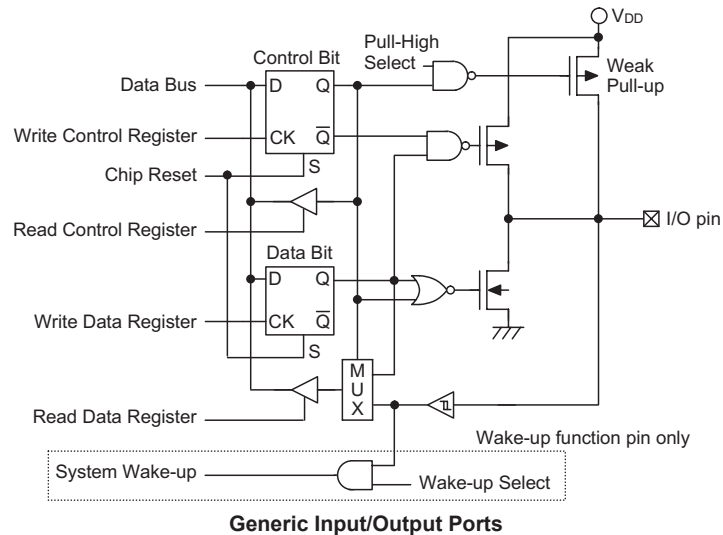 VDD
Control Bit
Pull-High
Select
Weak
Pull-up
Data Bus
D
Q
Write Control Register
CK
Q
S
Chip Reset
I/O pin
Read Control Register
Data Bit
D
Q
Write Data Register
CK
Q
S
M
U
X
Read Data Register
Wake-up function pin only
System Wake-up
Wake-up Select
Generic Input/Output Ports